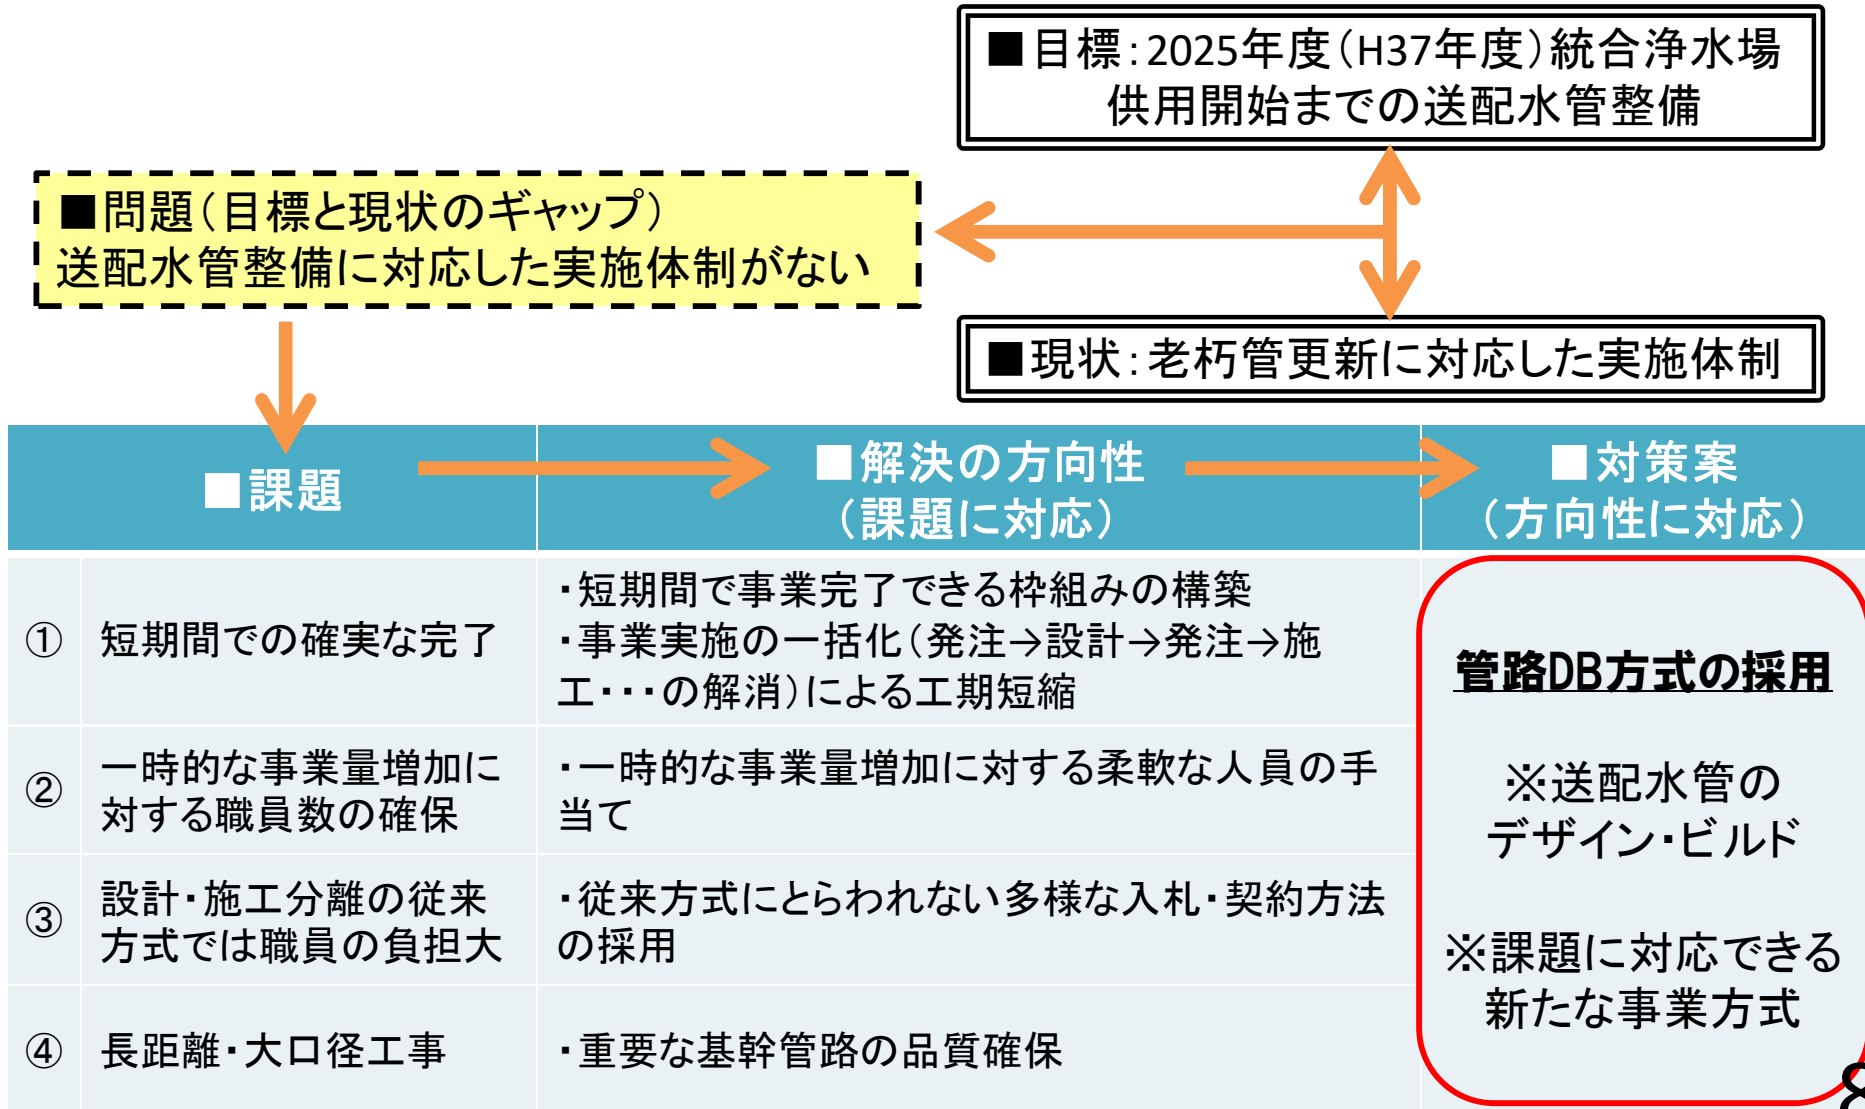 ■目標：2025年度（H37年度）統合浄水場
供用開始までの送配水管整備
■問題（目標と現状のギャップ）
送配水管整備に対応した実施体制がない
■現状：老朽管更新に対応した実施体制
■課題
■解決の方向性
（課題に対応）
■対策案
（方向性に対応）
①
短期間での確実な完了
・短期間で事業完了できる枠組みの構築
・事業実施の一括化（発注→設計→発注→施
工・・・の解消）による工期短縮
②
一時的な事業量増加に
対する職員数の確保
・一時的な事業量増加に対する柔軟な人員の手
当て
③
設計・施工分離の従来
方式では職員の負担大
・従来方式にとらわれない多様な入札・契約方法
の採用
④
長距離・大口径工事
・重要な基幹管路の品質確保
管路DB方式の採用
※送配水管の
デザイン・ビルド
※課題に対応できる
新たな事業方式
8